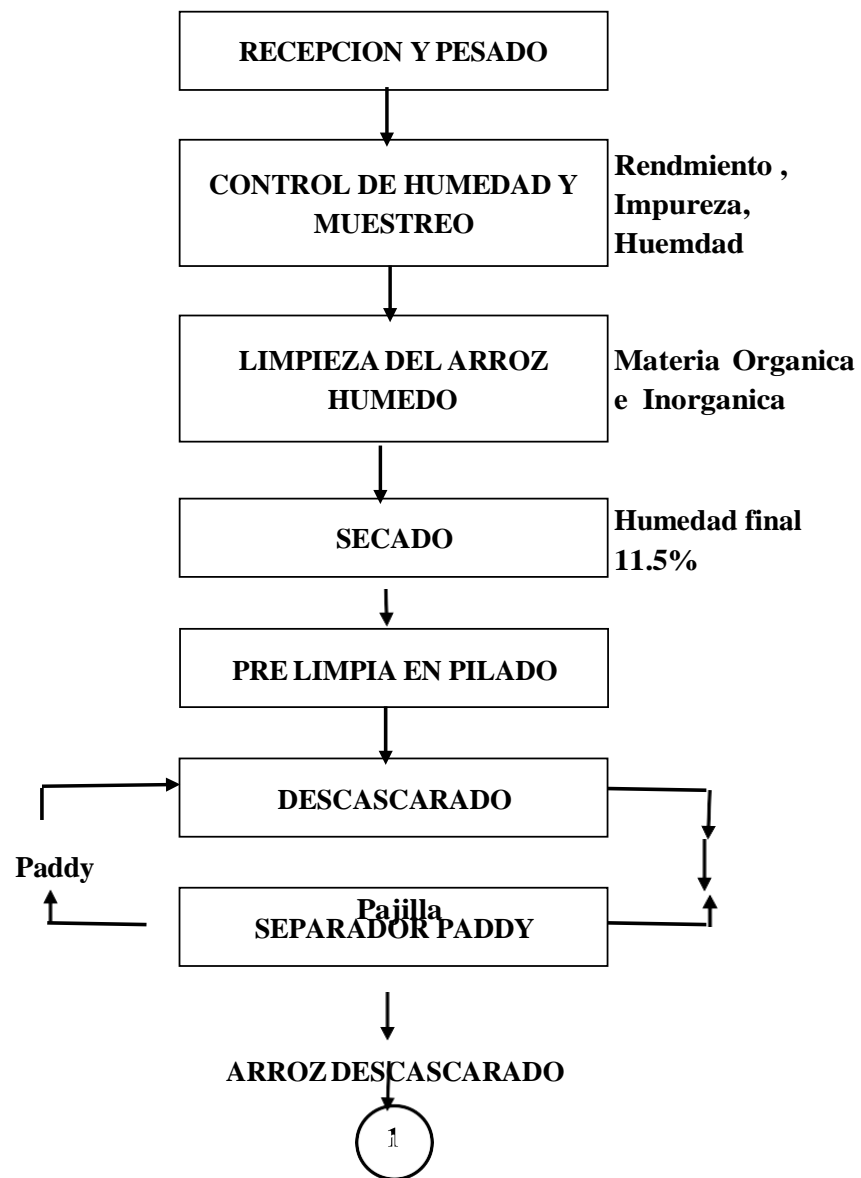 RECEPCION Y PESADO
CONTROL DE HUMEDAD Y
MUESTREO
Rendmiento ,
Impureza,
Huemdad
LIMPIEZA DEL ARROZ
HUMEDO
Materia Organica
e Inorganica
SECADO
Humedad final
11.5%
PRE LIMPIA EN PILADO
DESCASCARADO
Paddy
Pajilla
SEPARADOR PADDY
ARROZ DESCASCARADO
1